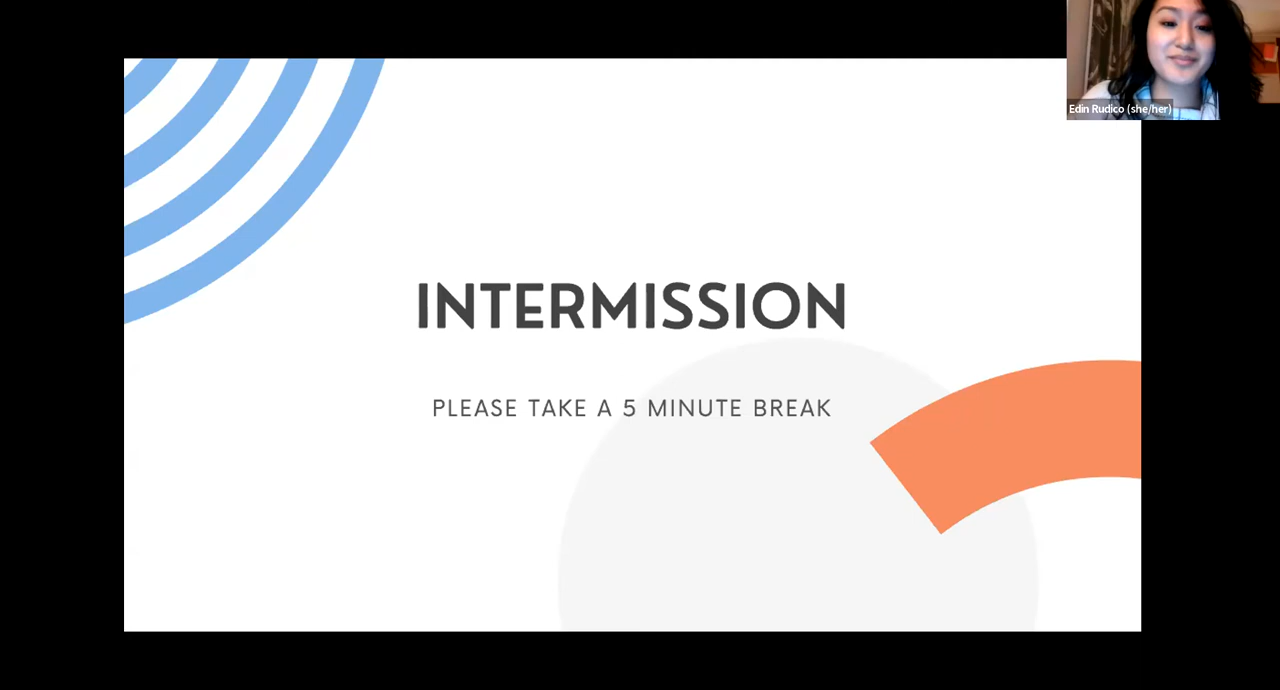 Edin Rudico (she/her)
INTERMISSION
PLEASE TAKE A 5 MINUTE BREAK